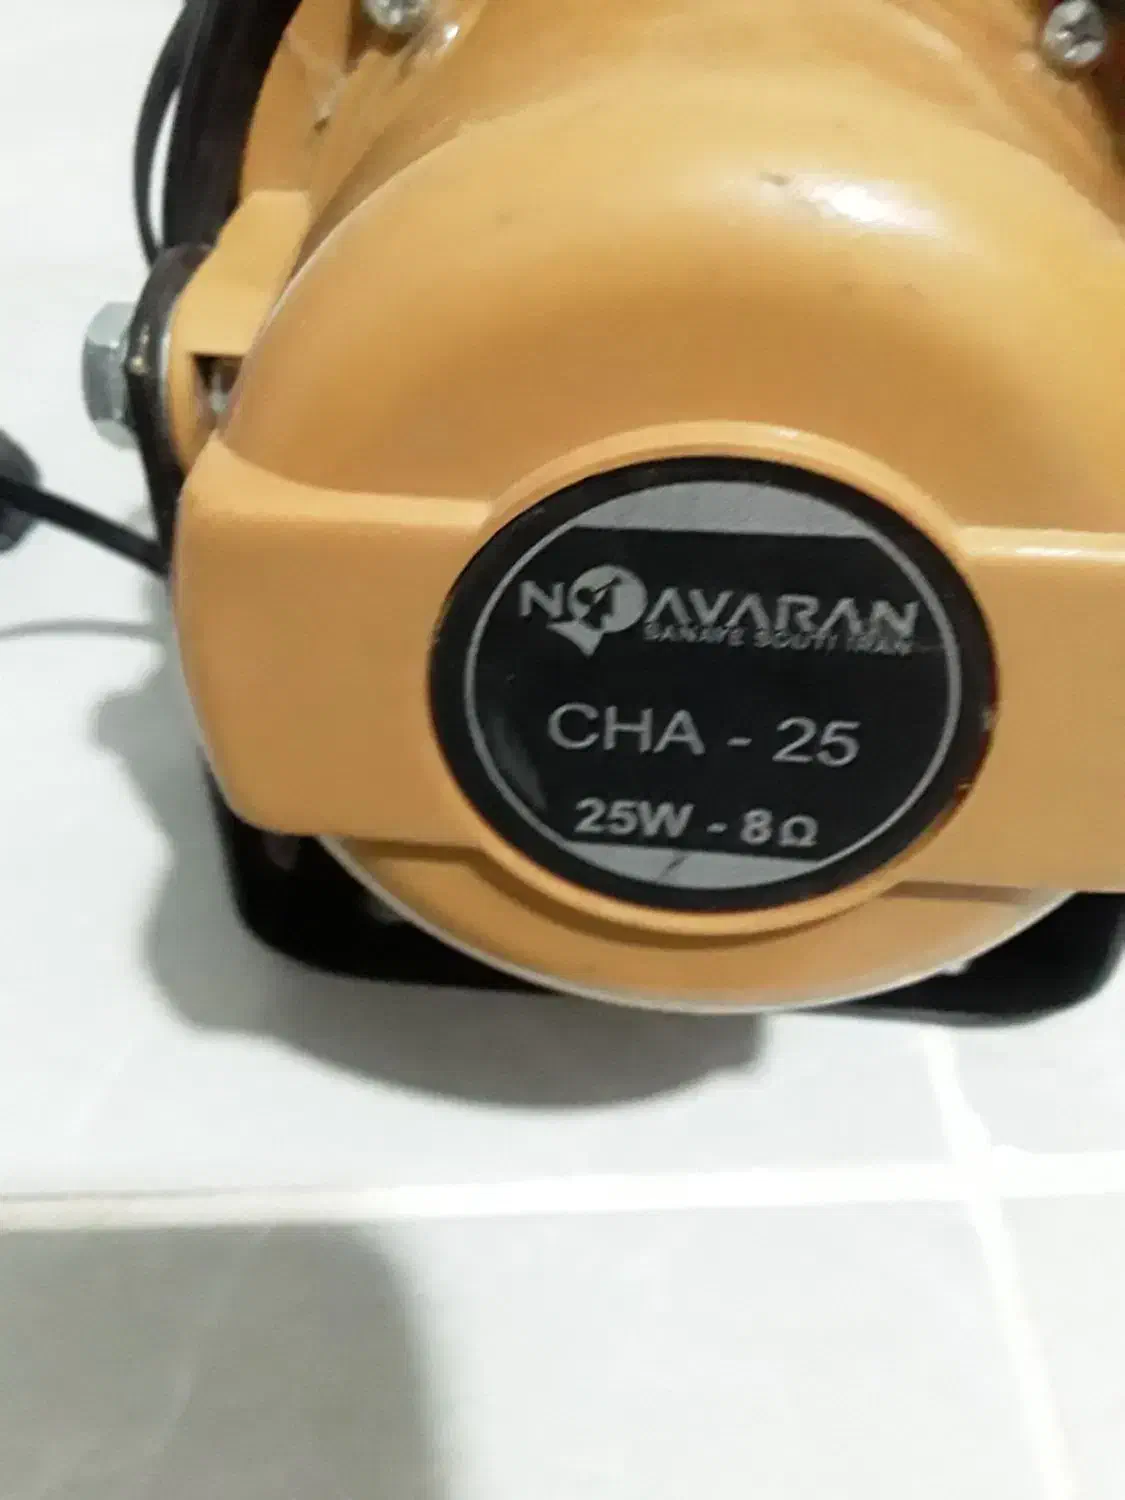 NOAVARAN
SANAYE SOUTI IRAN
CHA - 25
25W - 8Ω